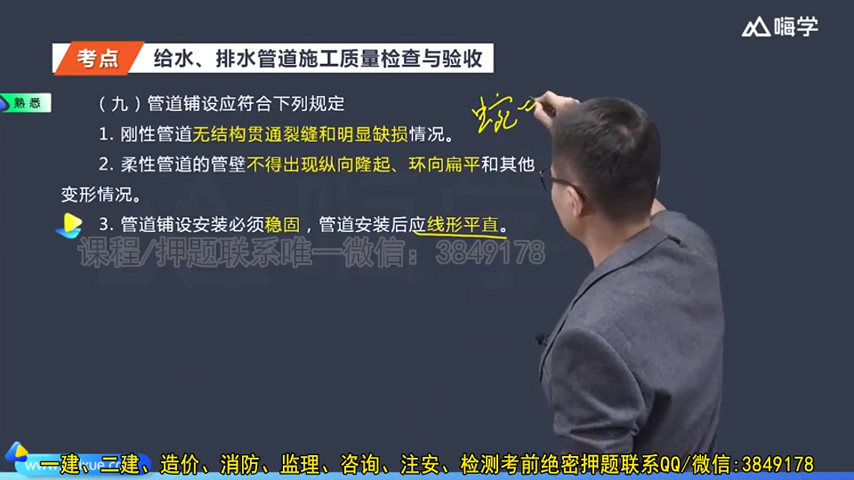 嗨学
考点 给水、排水管道施工质量检查与验收
熟悉
（九）管道铺设应符合下列规定
1. 刚性管道无结构贯通裂缝和明显缺损情况。
2. 柔性管道的管壁不得出现纵向隆起、环向扁平和其他
变形情况。
3. 管道铺设安装必须稳固，管道安装后应线形平直。
课程/押题联系唯一微信：3849178
一建、二建、造价、消防、监理、咨询、注安、检测考前绝密押题联系QQ/微信:3849178